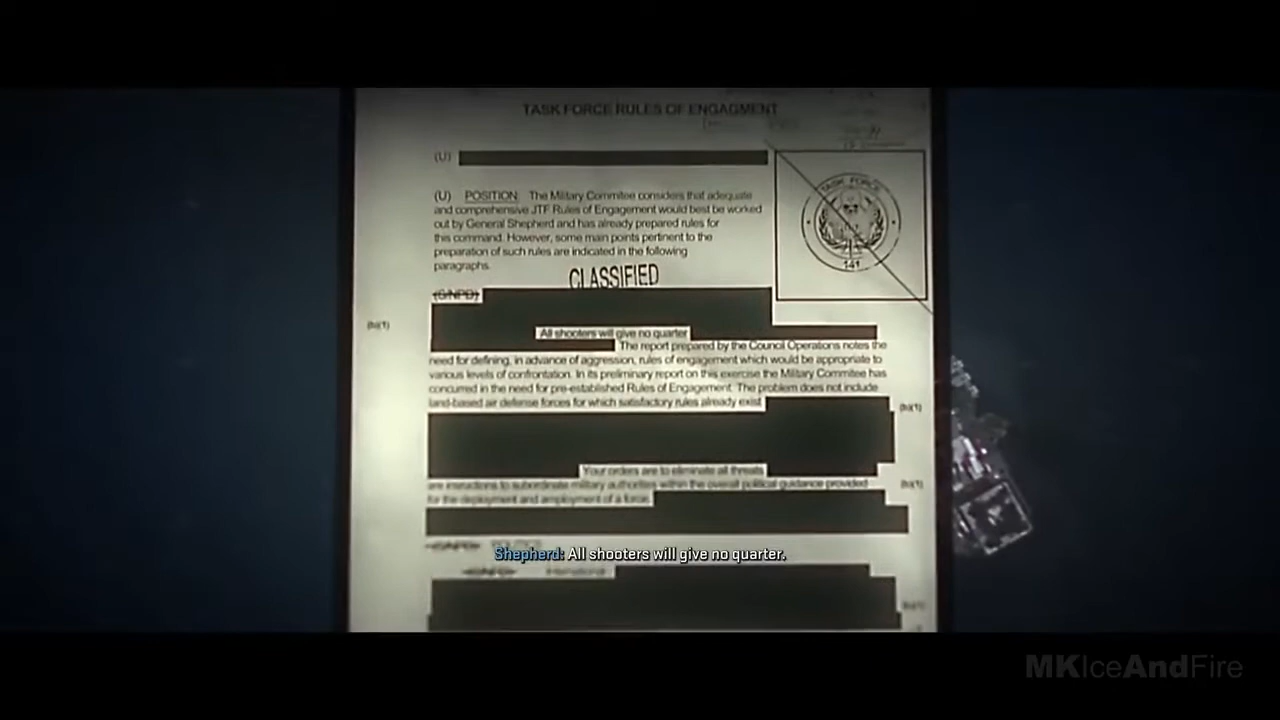 TASK FORCE RULES OF ENGAGMENT
(U)
(U) POSITION: The Military Commitee considers that adequate
and comprehensive JTF Rules of Engagement would best be worked
out by General Shepherd and has already prepared rules for
this command. However, some main points pertinent to the
preparation of such rules are indicated in the following
paragraphs.
TASK FORCE
141
CLASSIFIED
(b)(1)
All shooters will give no quarter
The report prepared by the Council Operations notes the
need for defining, in advance of aggression, rules of engagement which would be appropriate to
various levels of confrontation. In its preliminary report on this exercise the Military Commitee has
concurred in the need for pre-established Rules of Engagement. The problem does not include
land-based air defense forces for which satisfactory rules already exist
(b)(1)
Your orders are to eliminate all threats
are insructions to subordinate military authorities within the overall political guidance provided
(b)(1)
for the deployment and employment of a force.
Shepherd: All shooters will give no quarter.
International
(b)(1)
MKIceAndFire